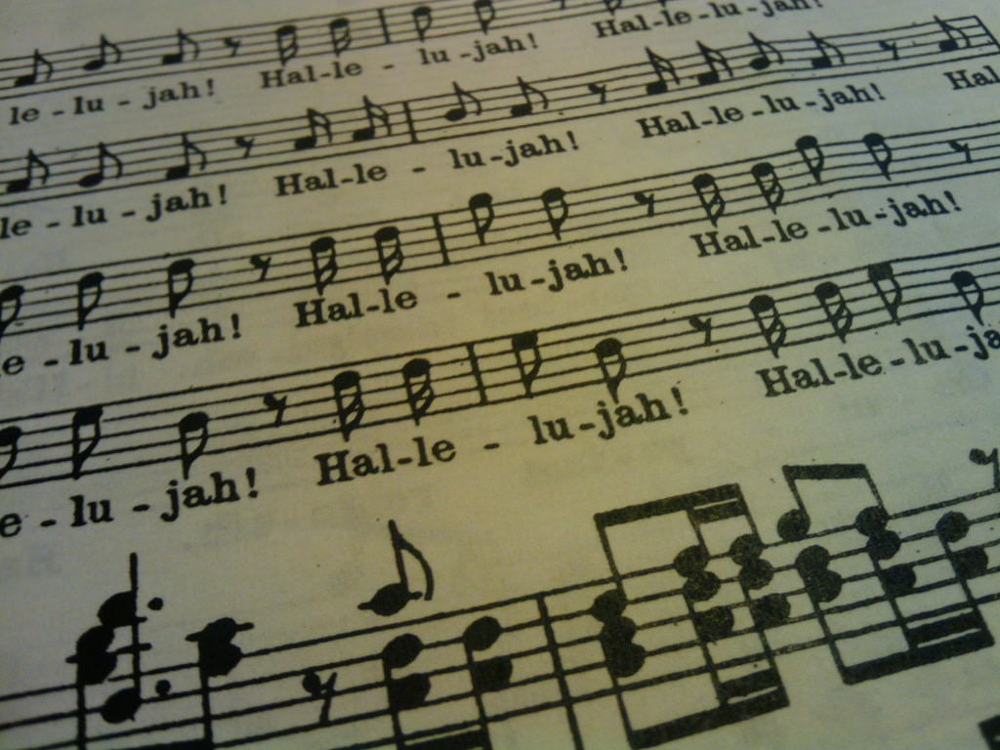 le - lu - jah! Hal-le - lu -jah! Hal-le-lu-jah!
le - lu - jah! Hal-le - lu-jah! Hal-le-lu-jah! Hal
e - lu - jah! Hal-le - lu-jah! Hal-le-lu-jah!
e - lu - jah! Hal-le - lu-jah! Hal-le-lu-ja